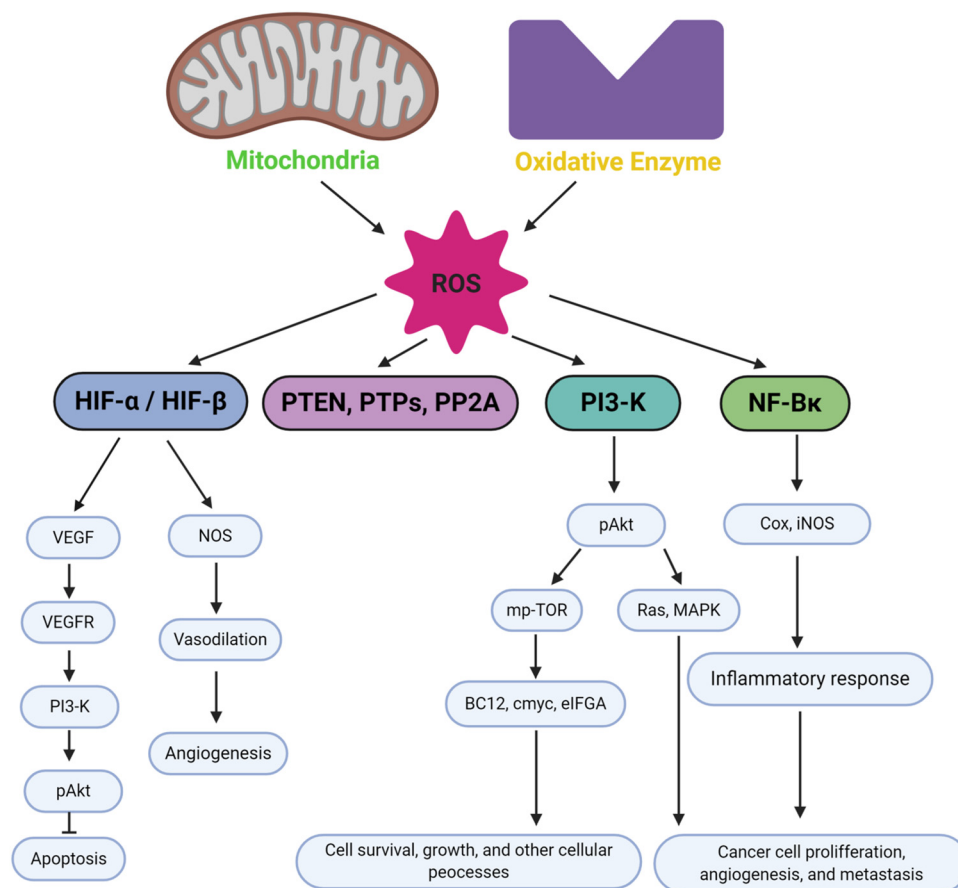 Mitochondria
Oxidative Enzyme
ROS
HIF-α / HIF-β
PTEN, PTPs, PP2A
PI3-K
NF-Bκ
VEGF
NOS
pAkt
Cox, iNOS
VEGFR
Vasodilation
mp-TOR
Ras, MAPK
PI3-K
BC12, cmyc, eIFGA
Inflammatory response
Angiogenesis
pAkt
Apoptosis
Cell survival, growth, and other cellular
peocesses
Cancer cell prolifferation,
angiogenesis, and metastasis